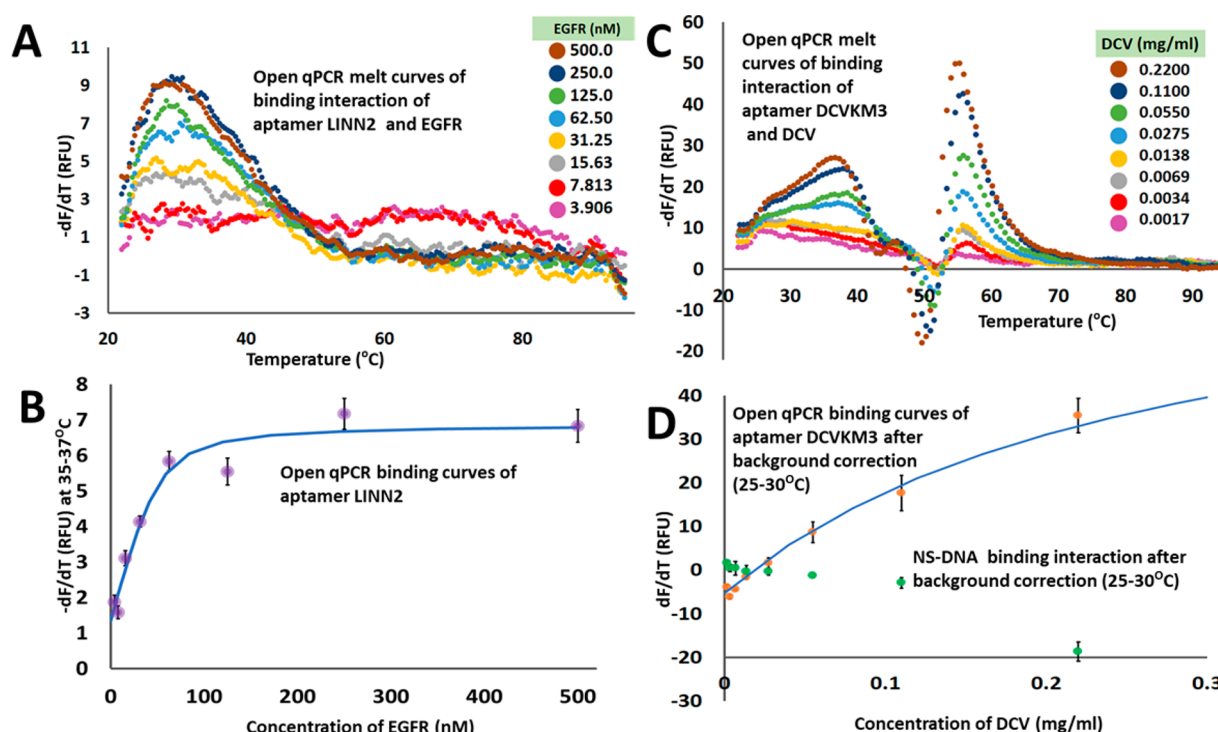 A
EGFR (nM)
500.0
250.0
125.0
62.50
31.25
15.63
7.813
3.906
Open qPCR melt curves of
binding interaction of
aptamer LINN2 and EGFR
-dF/dT (RFU)
11
9
7
5
3
1
-1
-3
20
40
60
80
Temperature (°C)
C
Open qPCR melt
curves of binding
interaction of
aptamer DCVKM3
and DCV
DCV (mg/ml)
0.2200
0.1100
0.0550
0.0275
0.0138
0.0069
0.0034
0.0017
-dF/dT (RFU)
60
50
40
30
20
10
0
-10
-20
20
30
40
50
60
70
80
90
Temperature (°C)
B
-dF/dT (RFU) at 35-37°C
8
7
6
5
4
3
2
1
0
Open qPCR binding curves of
aptamer LINN2
0
100
200
300
400
500
Concentration of EGFR (nM)
D
Open qPCR binding curves of
aptamer DCVKM3 after
background correction
(25-30°C)
NS-DNA binding interaction after
background correction (25-30°C)
dF/dT (RFU)
40
30
20
10
0
-10
-20
-30
0
0.1
0.2
0.3
Concentration of DCV (mg/ml)